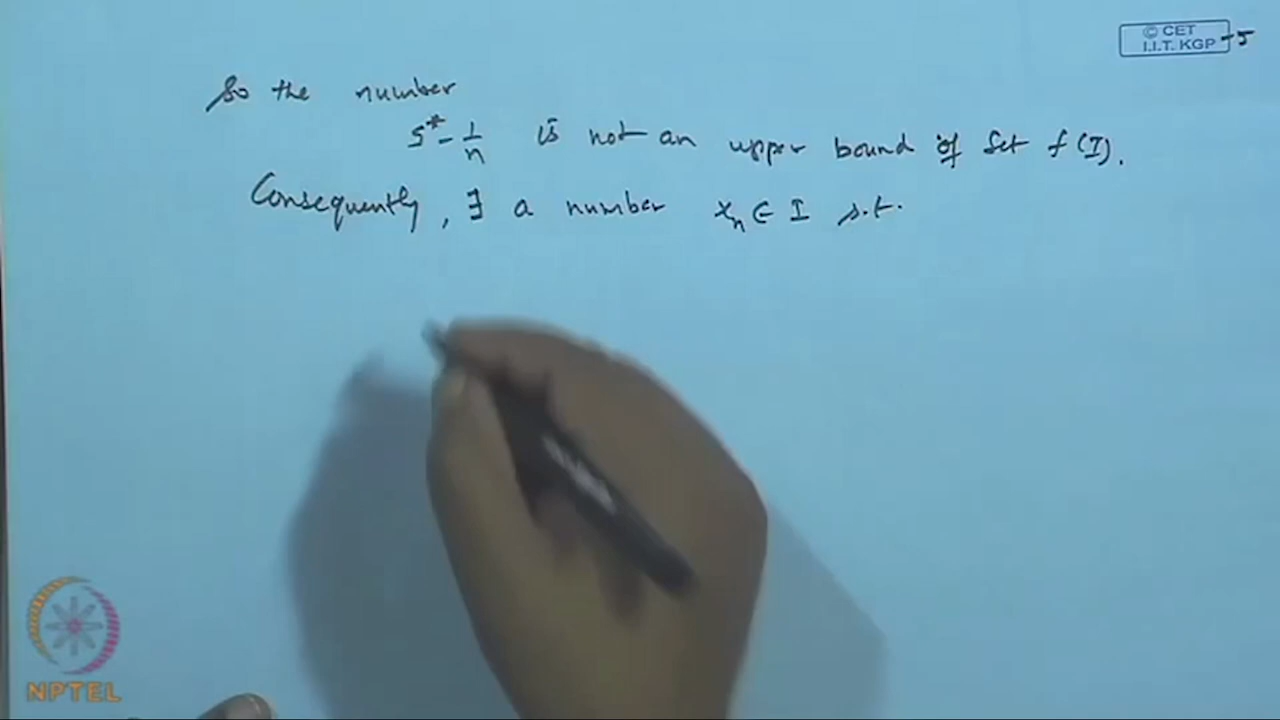 © CET
I.I.T. KGP -5
So the number
S* - 1/n is not an upper bound of set f(I).
Consequently, ∃ a number xₙ ∈ I s.t.
NPTEL